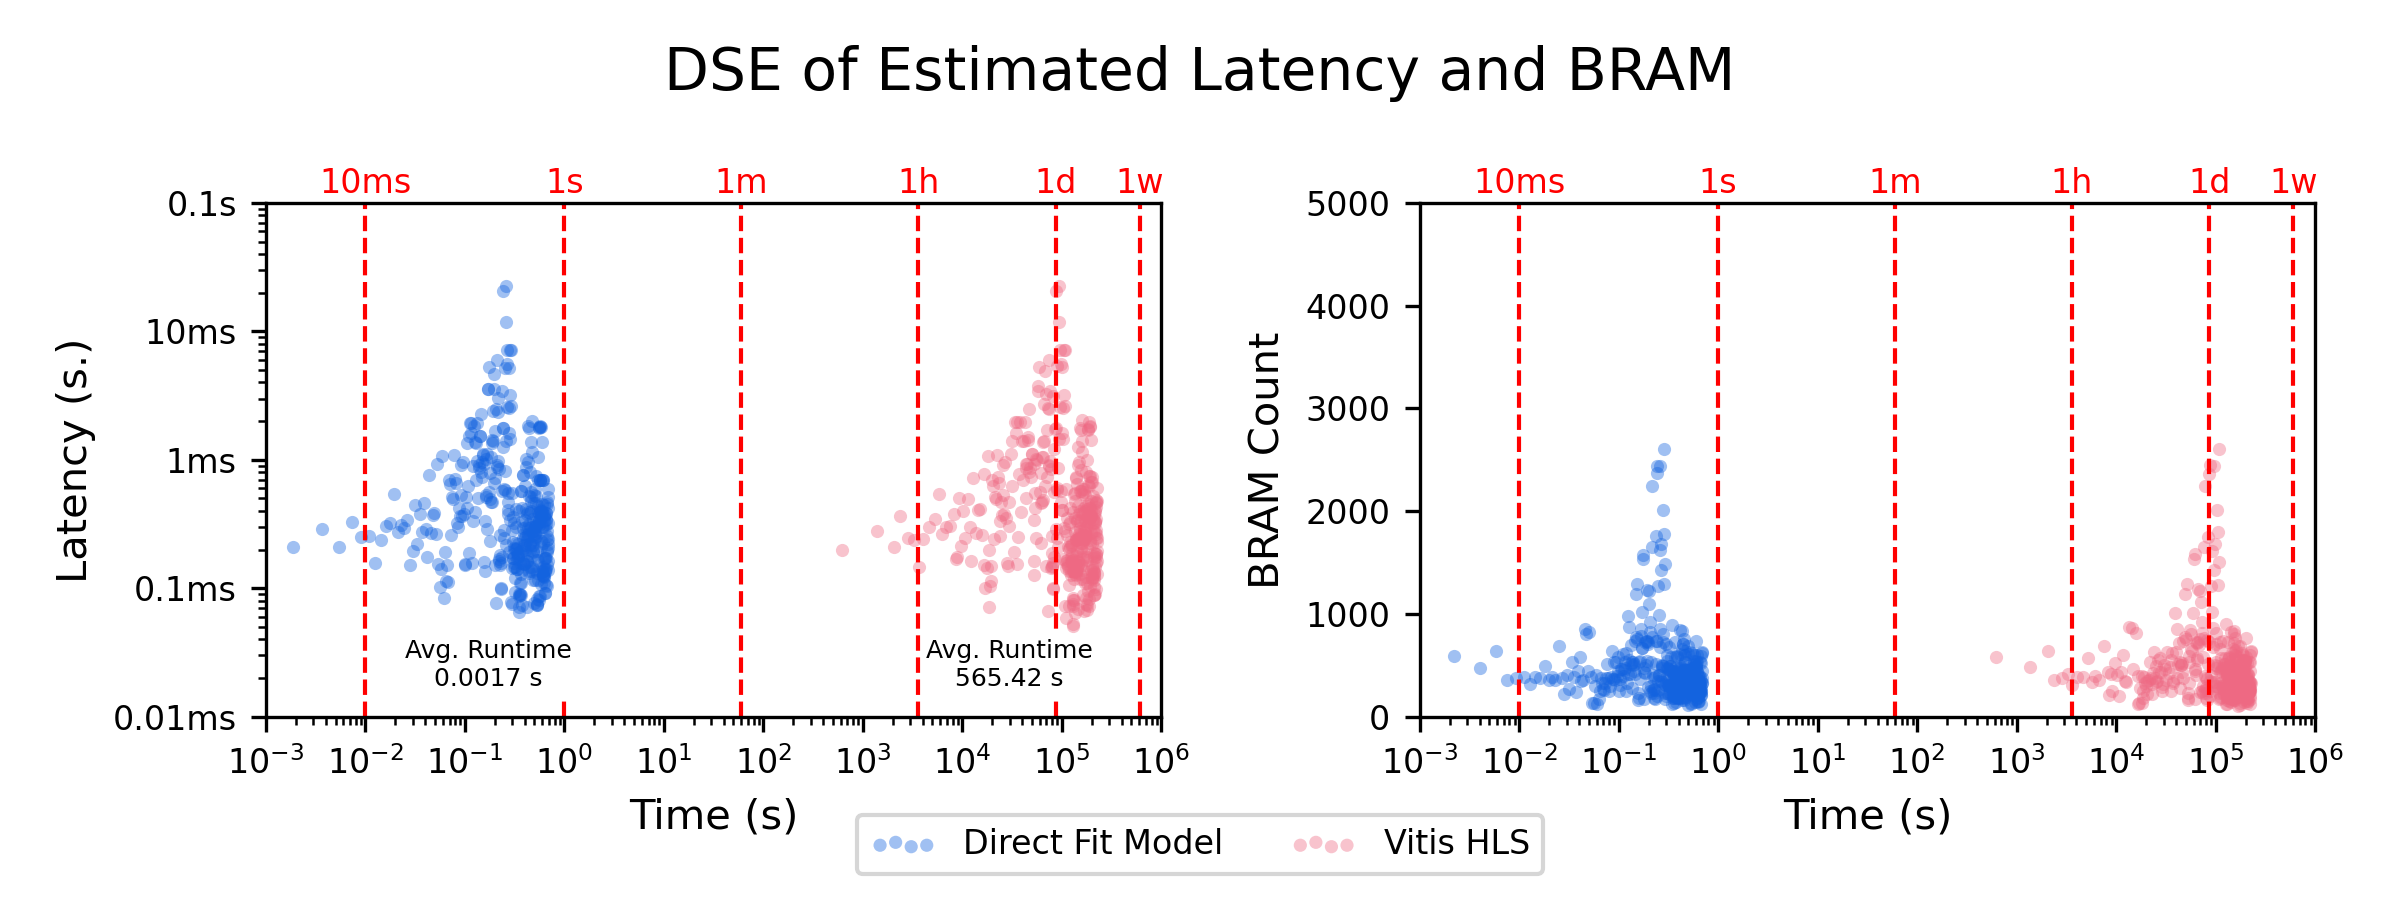 DSE of Estimated Latency and BRAM
10ms 1s 1m 1h 1d 1w
0.1s
10ms
1ms
0.1ms
0.01ms
Latency (s.)
Avg. Runtime
0.0017 s
Avg. Runtime
565.42 s
10⁻³ 10⁻² 10⁻¹ 10⁰ 10¹ 10² 10³ 10⁴ 10⁵ 10⁶
Time (s)
10ms 1s 1m 1h 1d 1w
5000
4000
3000
2000
1000
0
BRAM Count
10⁻³ 10⁻² 10⁻¹ 10⁰ 10¹ 10² 10³ 10⁴ 10⁵ 10⁶
Time (s)
Direct Fit Model Vitis HLS